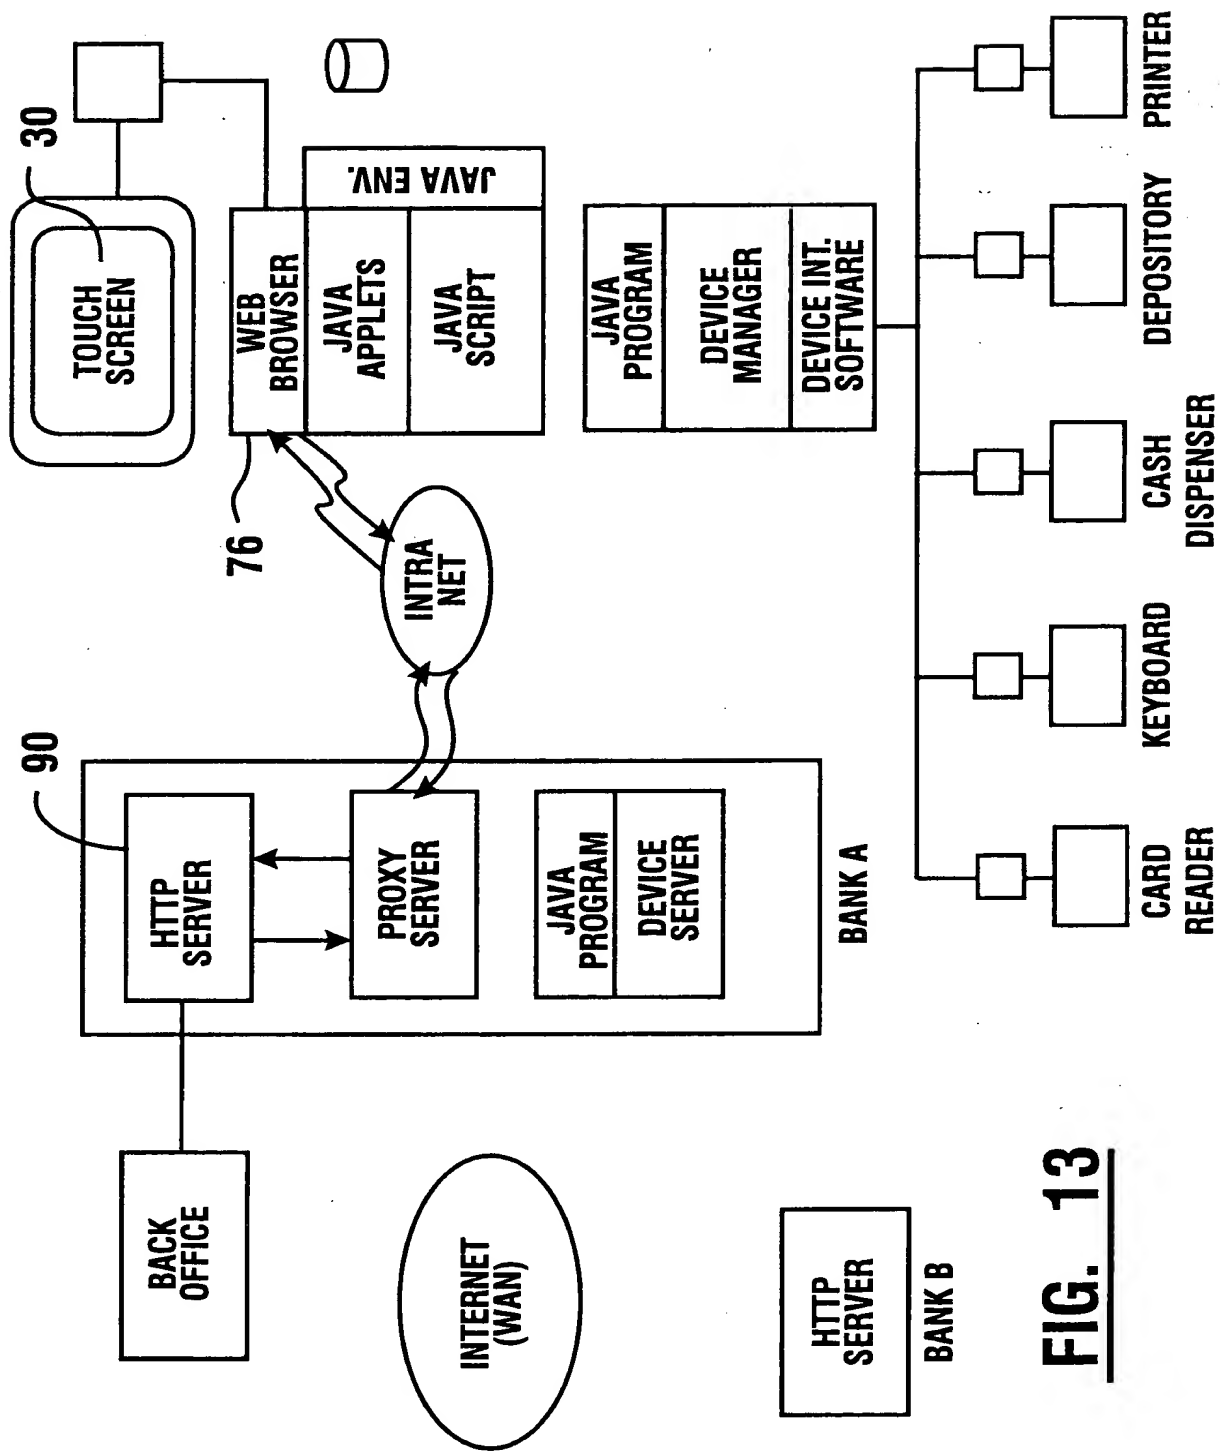 30
TOUCH
SCREEN
76
WEB
BROWSER
JAVA
APPLETS
JAVA
SCRIPT
JAVA ENV.
INTRA
NET
90
HTTP
SERVER
PROXY
SERVER
JAVA
PROGRAM
DEVICE
SERVER
BANK A
BACK
OFFICE
INTERNET
(WAN)
HTTP
SERVER
BANK B
JAVA
PROGRAM
DEVICE
MANAGER
DEVICE INT.
SOFTWARE
CARD
READER
KEYBOARD
CASH
DISPENSER
DEPOSITORY
PRINTER
FIG. 13